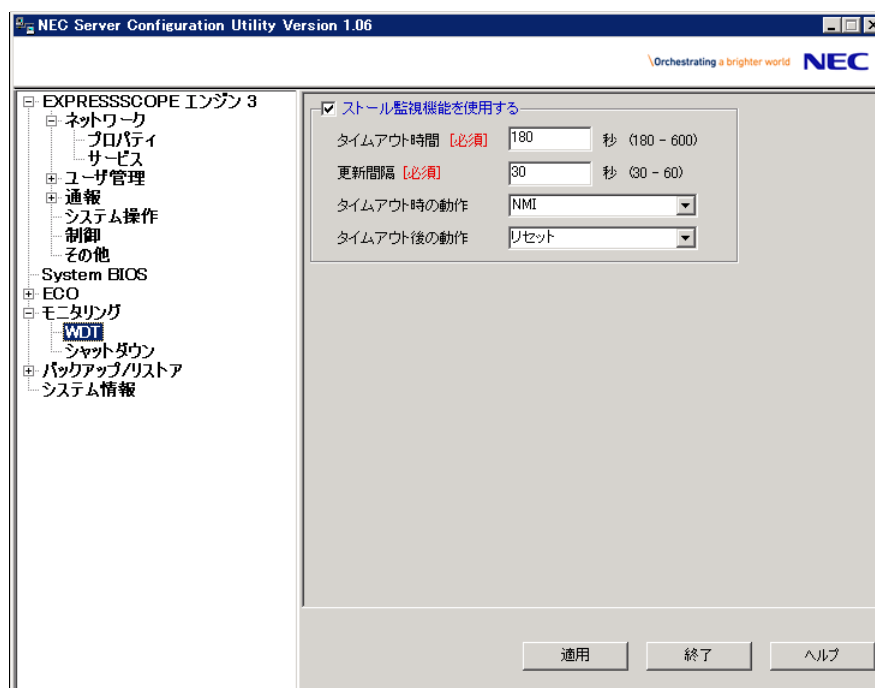 NEC Server Configuration Utility Version 1.06
\Orchestrating a brighter world NEC
EXPRESSSCOPE エンジン 3
ネットワーク
プロパティ
サービス
ユーザ管理
通報
システム操作
制御
その他
System BIOS
ECO
モニタリング
WDT
シャットダウン
バックアップ/リストア
システム情報
ストール監視機能を使用する
タイムアウト時間 [必須] 180 秒 (180 - 600)
更新間隔 [必須] 30 秒 (30 - 60)
タイムアウト時の動作 NMI
タイムアウト後の動作 リセット
適用 終了 ヘルプ